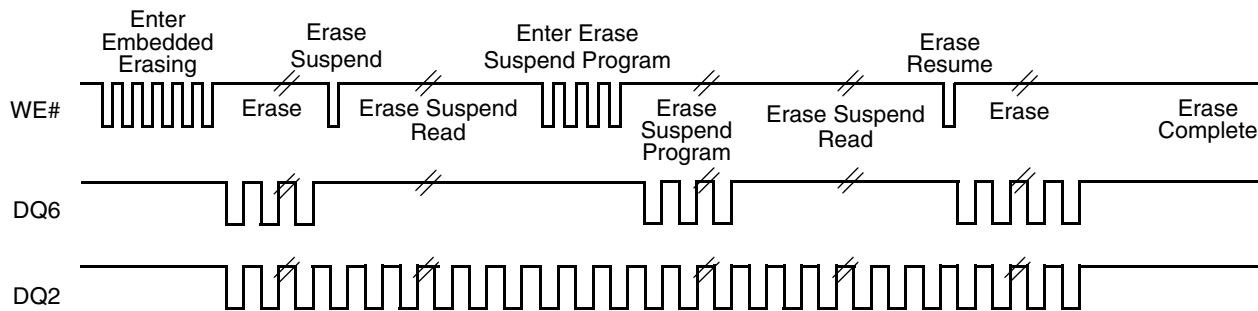 Enter
Embedded
Erasing
Erase
Suspend
Enter Erase
Suspend Program
Erase
Resume
WE#
Erase
Erase Suspend
Read
Erase
Suspend
Program
Erase Suspend
Read
Erase
Erase
Complete
DQ6
DQ2